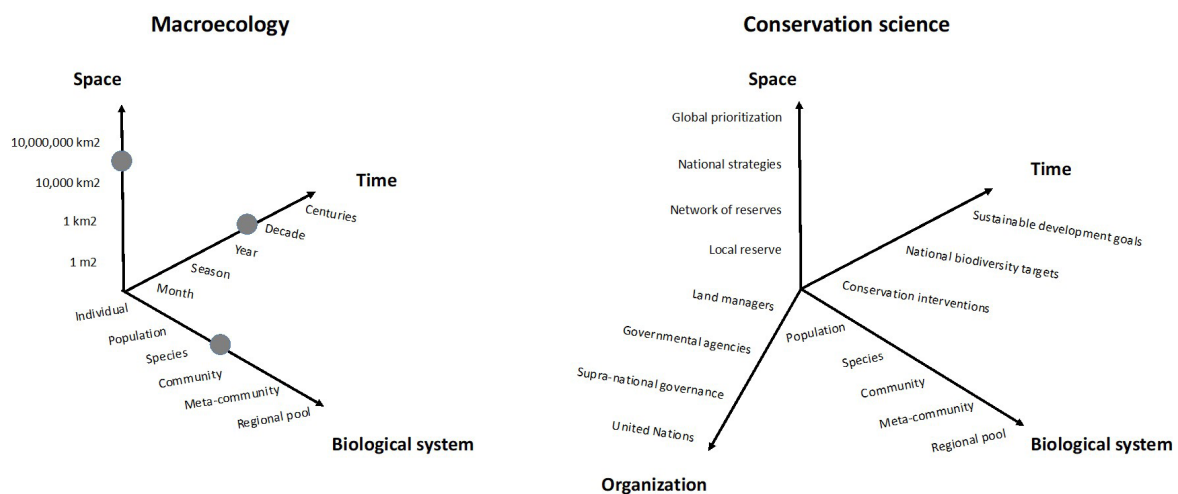 Macroecology
Space
10,000,000 km2
10,000 km2
1 km2
1 m2
Time
Centuries
Decade
Year
Season
Month
Individual
Population
Species
Community
Meta-community
Regional pool
Biological system
Conservation science
Space
Global prioritization
National strategies
Network of reserves
Local reserve
Time
Sustainable development goals
National biodiversity targets
Conservation interventions
Land managers
Governmental agencies
Supra-national governance
United Nations
Organization
Population
Species
Community
Meta-community
Regional pool
Biological system